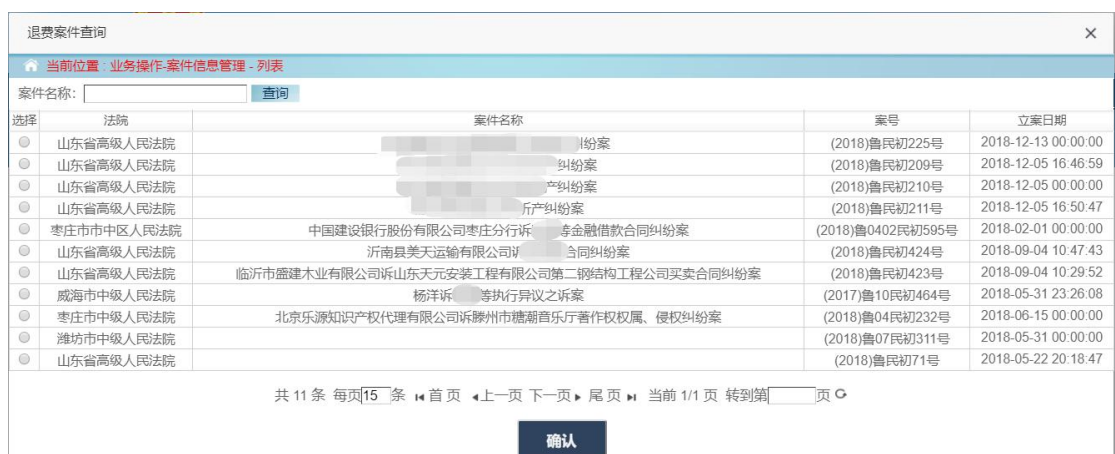 退费案件查询 ×
当前位置 : 业务操作-案件信息管理 - 列表
案件名称: 查询
选择 法院 案件名称 案号 立案日期
山东省高级人民法院 纠纷案 (2018)鲁民初225号 2018-12-13 00:00:00
山东省高级人民法院 纠纷案 (2018)鲁民初209号 2018-12-05 16:46:59
山东省高级人民法院 产纠纷案 (2018)鲁民初210号 2018-12-05 00:00:00
山东省高级人民法院 产纠纷案 (2018)鲁民初211号 2018-12-05 16:50:47
枣庄市市中区人民法院 中国建设银行股份有限公司枣庄分行诉 等金融借款合同纠纷案 (2018)鲁0402民初595号 2018-02-01 00:00:00
山东省高级人民法院 沂南县美天运输有限公司诉 合同纠纷案 (2018)鲁民初424号 2018-09-04 10:47:43
山东省高级人民法院 临沂市盛建木业有限公司诉山东天元安装工程有限公司第二钢结构工程公司买卖合同纠纷案 (2018)鲁民初423号 2018-09-04 10:29:52
威海市中级人民法院 杨洋诉 等执行异议之诉案 (2017)鲁10民初464号 2018-05-31 23:26:08
枣庄市中级人民法院 北京乐源知识产权代理有限公司诉滕州市糖潮音乐厅著作权权属、侵权纠纷案 (2018)鲁04民初232号 2018-06-15 00:00:00
潍坊市中级人民法院 (2018)鲁07民初311号 2018-05-31 00:00:00
山东省高级人民法院 (2018)鲁民初71号 2018-05-22 20:18:47
共 11 条 每页 15 条 首 页 上一页 下一页 尾 页 当前 1/1 页 转到第 页
确认